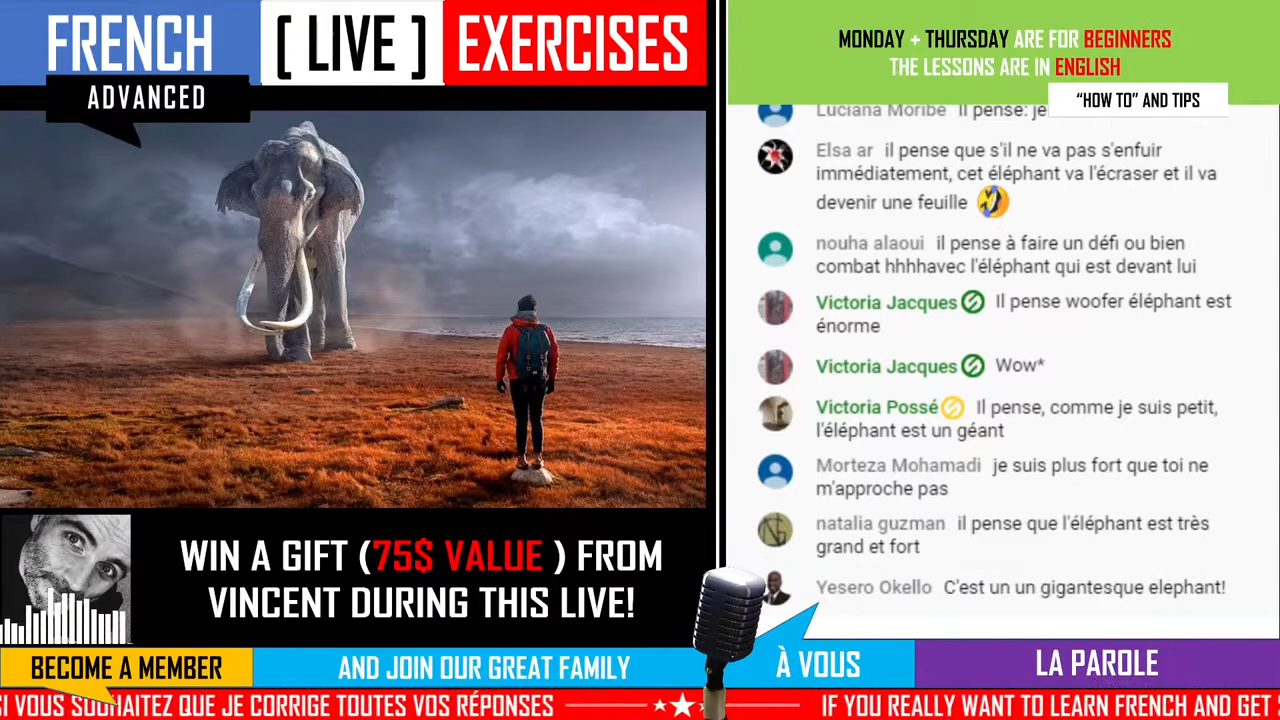 FRENCH [ LIVE ] EXERCISES
ADVANCED
MONDAY + THURSDAY ARE FOR BEGINNERS
THE LESSONS ARE IN ENGLISH
"HOW TO" AND TIPS
Luciana Moribe Il pense: je
Elsa ar il pense que s'il ne va pas s'enfuir
immédiatement, cet éléphant va l'écraser et il va
devenir une feuille
nouha alaoui il pense à faire un défi ou bien
combat hhhhavec l'éléphant qui est devant lui
Victoria Jacques Il pense woofer éléphant est
énorme
Victoria Jacques Wow*
Victoria Possé Il pense, comme je suis petit,
l'éléphant est un géant
Morteza Mohamadi je suis plus fort que toi ne
m'approche pas
natalia guzman il pense que l'éléphant est très
grand et fort
Yesero Okello C'est un un gigantesque elephant!
WIN A GIFT (75$ VALUE ) FROM
VINCENT DURING THIS LIVE!
BECOME A MEMBER AND JOIN OUR GREAT FAMILY
À VOUS LA PAROLE
SI VOUS SOUHAITEZ QUE JE CORRIGE TOUTES VOS RÉPONSES IF YOU REALLY WANT TO LEARN FRENCH AND GET